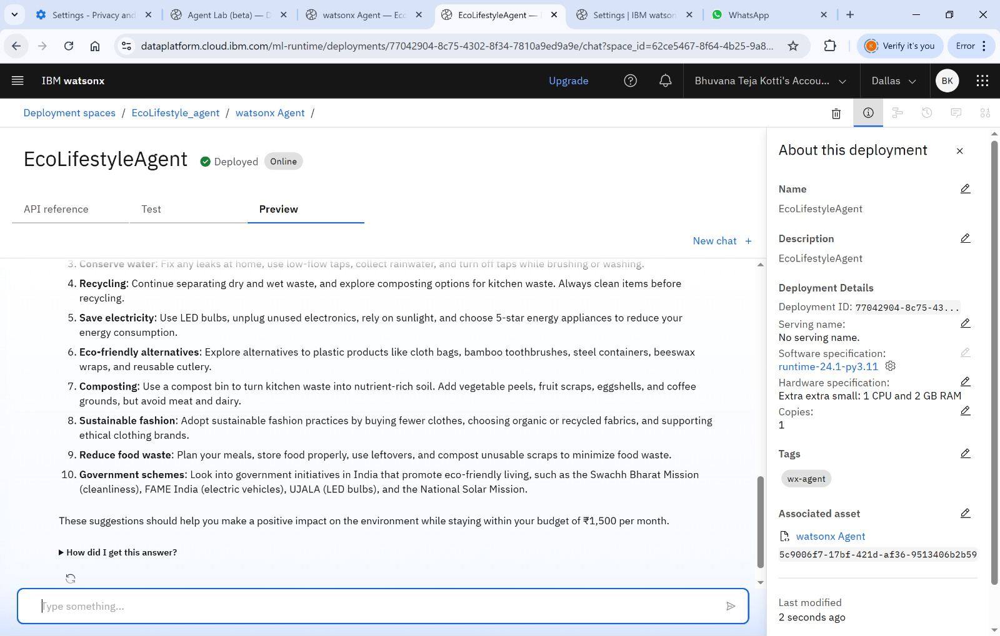 Settings - Privacy and
Agent Lab (beta) — D
watsonx Agent — Eco
EcoLifestyleAgent —
Settings | IBM watson
WhatsApp
dataplatform.cloud.ibm.com/ml-runtime/deployments/77042904-8c75-4302-8f34-7810a9ed9a9e/chat?space_id=62ce5467-8f64-4b25-9a8...
K
Verify it's you
Error
IBM watsonx
Upgrade
Bhuvana Teja Kotti's Accou...
Dallas
BK
Deployment spaces / EcoLifestyle_agent / watsonx Agent /
EcoLifestyleAgent
Deployed
Online
API reference
Test
Preview
New chat +
3. Conserve water: Fix any leaks at home, use low-flow taps, collect rainwater, and turn off taps while brushing or washing.
4. Recycling: Continue separating dry and wet waste, and explore composting options for kitchen waste. Always clean items before
recycling.
5. Save electricity: Use LED bulbs, unplug unused electronics, rely on sunlight, and choose 5-star energy appliances to reduce your
energy consumption.
6. Eco-friendly alternatives: Explore alternatives to plastic products like cloth bags, bamboo toothbrushes, steel containers, beeswax
wraps, and reusable cutlery.
7. Composting: Use a compost bin to turn kitchen waste into nutrient-rich soil. Add vegetable peels, fruit scraps, eggshells, and coffee
grounds, but avoid meat and dairy.
8. Sustainable fashion: Adopt sustainable fashion practices by buying fewer clothes, choosing organic or recycled fabrics, and supporting
ethical clothing brands.
9. Reduce food waste: Plan your meals, store food properly, use leftovers, and compost unusable scraps to minimize food waste.
10. Government schemes: Look into government initiatives in India that promote eco-friendly living, such as the Swachh Bharat Mission
(cleanliness), FAME India (electric vehicles), UJALA (LED bulbs), and the National Solar Mission.
These suggestions should help you make a positive impact on the environment while staying within your budget of ₹1,500 per month.
How did I get this answer?
Type something...
About this deployment
Name
EcoLifestyleAgent
Description
EcoLifestyleAgent
Deployment Details
Deployment ID: 77042904-8c75-43...
Serving name:
No serving name.
Software specification:
runtime-24.1-py3.11
Hardware specification:
Extra extra small: 1 CPU and 2 GB RAM
Copies:
1
Tags
wx-agent
Associated asset
watsonx Agent
5c9006f7-17bf-421d-af36-9513406b2b59
Last modified
2 seconds ago